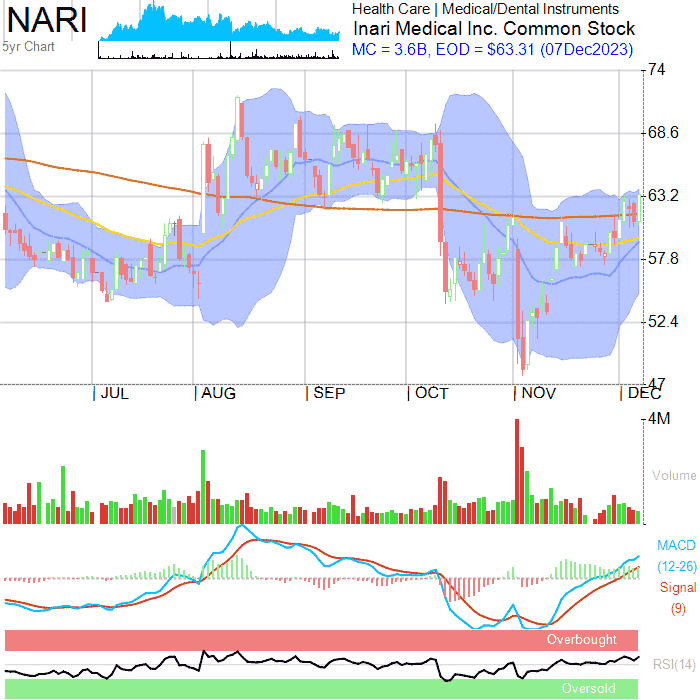 NARI
5yr Chart
Health Care | Medical/Dental Instruments
Inari Medical Inc. Common Stock
MC = 3.6B, EOD = $63.31 (07Dec2023)
74
68.6
63.2
57.8
52.4
47
JUL AUG SEP OCT NOV DEC
4M
Volume
MACD
(12-26)
Signal
(9)
Overbought
RSI(14)
Oversold